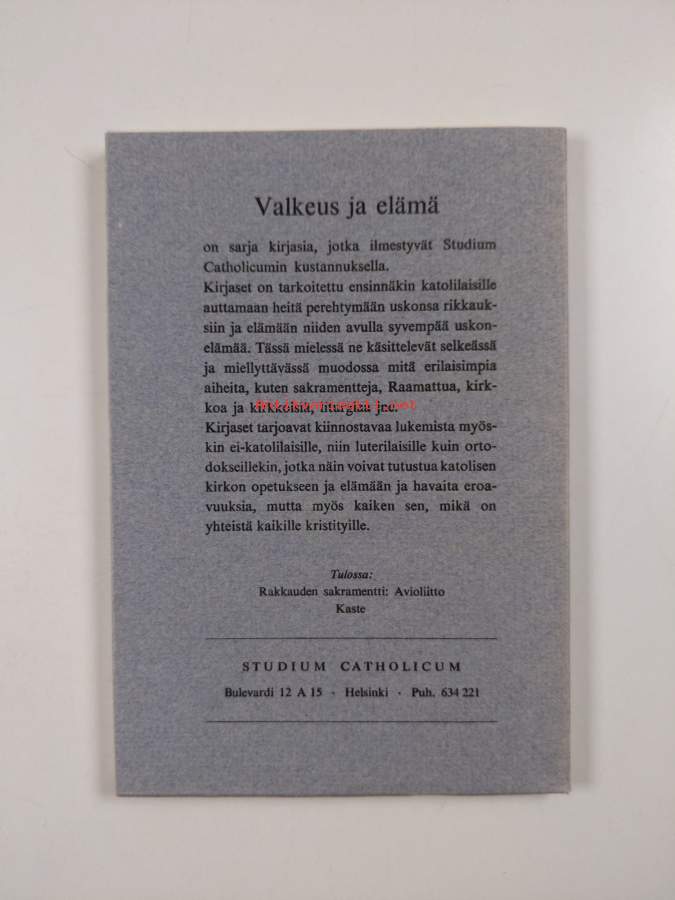 Valkeus ja elämä
on sarja kirjasia, jotka ilmestyvät Studium
Catholicumin kustannuksella.
Kirjaset on tarkoitettu ensinnäkin katolilaisille
auttamaan heitä perehtymään uskonsa rikkauk-
siin ja elämään niiden avulla syvempää uskon-
elämää. Tässä mielessä ne käsittelevät selkeässä
ja miellyttävässä muodossa mitä erilaisimpia
aiheita, kuten sakramentteja, Raamattua, kirk-
koa ja kirkkoisiä, liturgiaa jne.
Kirjaset tarjoavat kiinnostavaa lukemista myös-
kin ei-katolilaisille, niin luterilaisille kuin orto-
dokseillekin, jotka näin voivat tutustua katolisen
kirkon opetukseen ja elämään ja havaita eroa-
vuuksia, mutta myös kaiken sen, mikä on
yhteistä kaikille kristityille.
Tulossa:
Rakkauden sakramentti: Avioliitto
Kaste
STUDIUM CATHOLICUM
Bulevardi 12 A 15 - Helsinki · Puh. 634 221